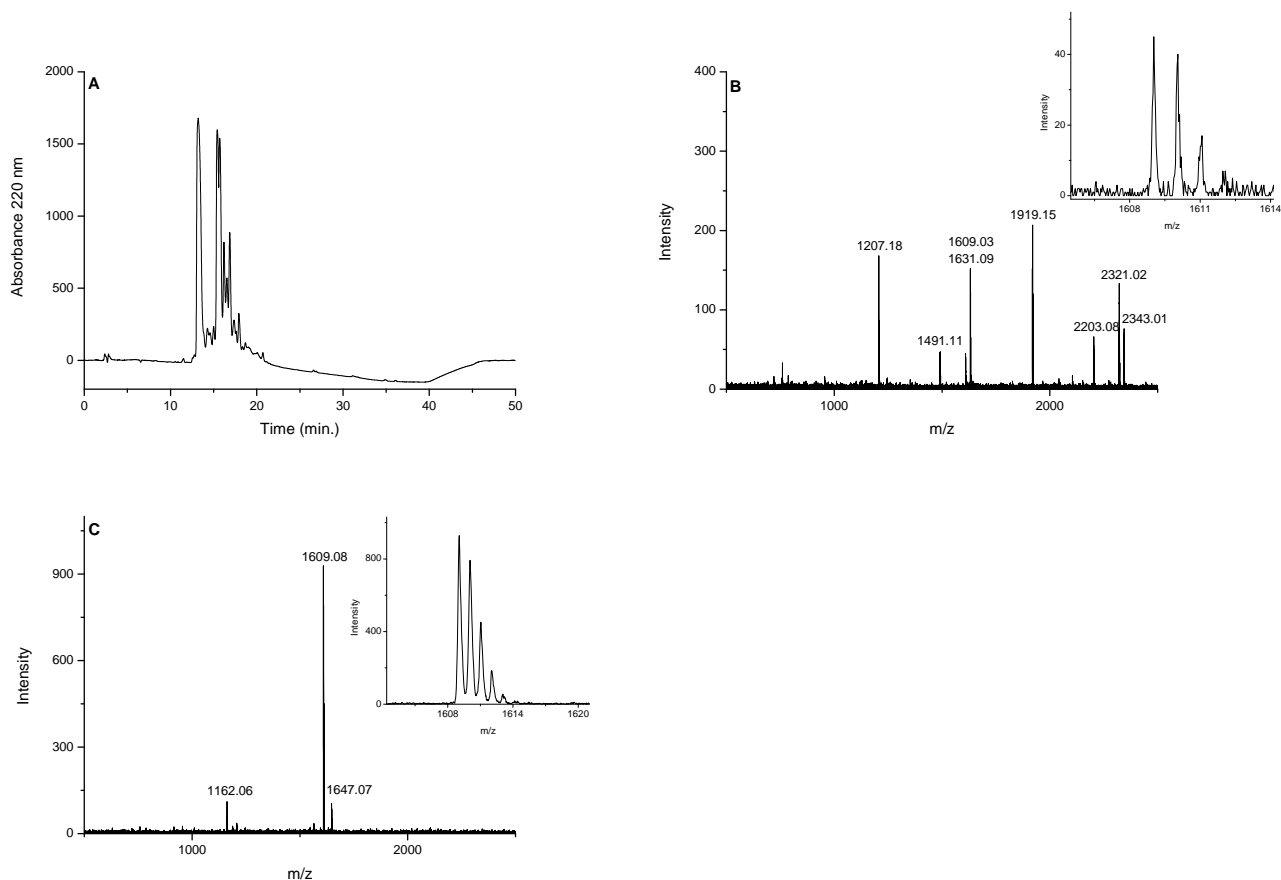 A
2000
1500
1000
500
0
Absorbance 220 nm
0 10 20 30 40 50
Time (min.)
B
400
300
200
100
0
Intensity
1207.18
1491.11
1609.03
1631.09
1919.15
2203.08
2321.02
2343.01
1000 2000
m/z
40
20
0
Intensity
1608 1611 1614
m/z
C
900
600
300
0
Intensity
1162.06
1609.08
1647.07
1000 2000
m/z
800
400
0
Intensity
1608 1614 1620
m/z